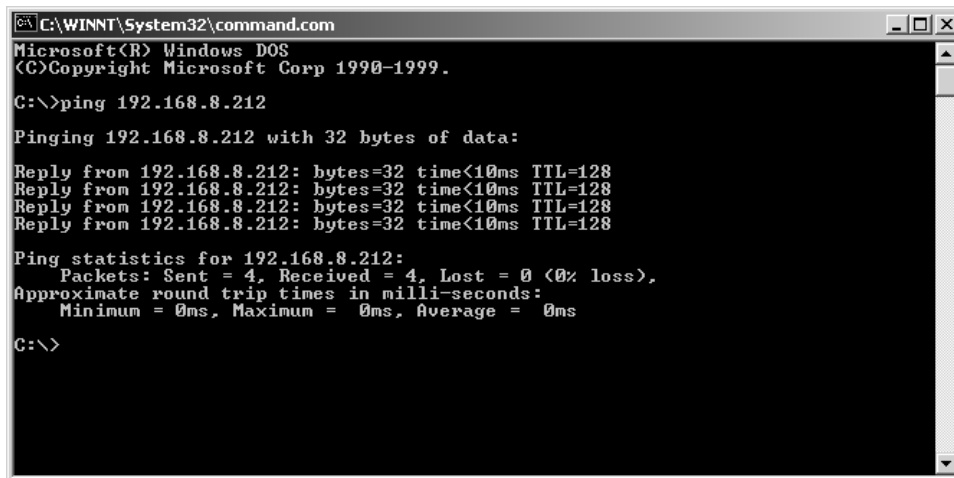 C:\WINNT\System32\command.com
Microsoft(R) Windows DOS
(C)Copyright Microsoft Corp 1990-1999.
C:\>ping 192.168.8.212
Pinging 192.168.8.212 with 32 bytes of data:
Reply from 192.168.8.212: bytes=32 time<10ms TTL=128
Reply from 192.168.8.212: bytes=32 time<10ms TTL=128
Reply from 192.168.8.212: bytes=32 time<10ms TTL=128
Reply from 192.168.8.212: bytes=32 time<10ms TTL=128
Ping statistics for 192.168.8.212:
Packets: Sent = 4, Received = 4, Lost = 0 (0% loss),
Approximate round trip times in milli-seconds:
Minimum = 0ms, Maximum =  0ms, Average =  0ms
C:\>